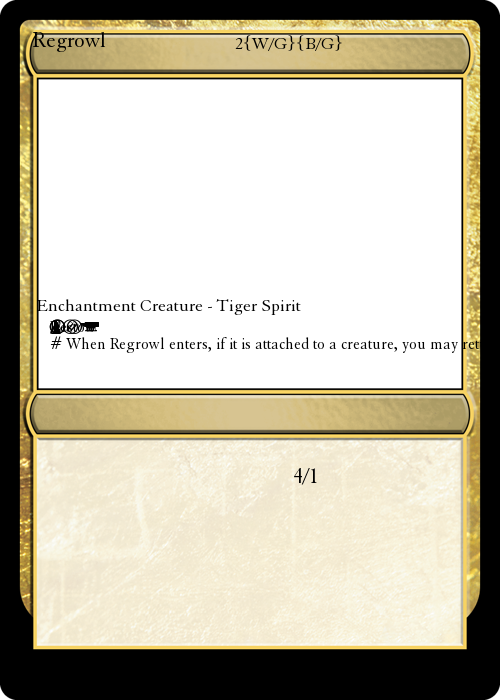 Regrowl 2{W/G}{B/G}
Enchantment Creature - Tiger Spirit
# When Regrowl enters, if it is attached to a creature, you may ret
4/1